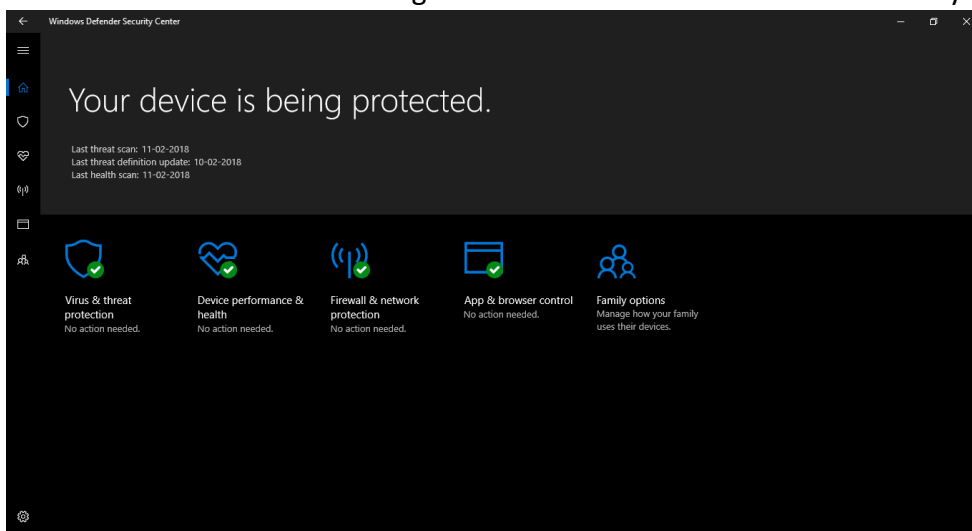 Windows Defender Security Center
Your device is being protected.
Last threat scan: 11-02-2018
Last threat definition update: 10-02-2018
Last health scan: 11-02-2018
Virus & threat
protection
No action needed.
Device performance &
health
No action needed.
Firewall & network
protection
No action needed.
App & browser control
No action needed.
Family options
Manage how your family
uses their devices.